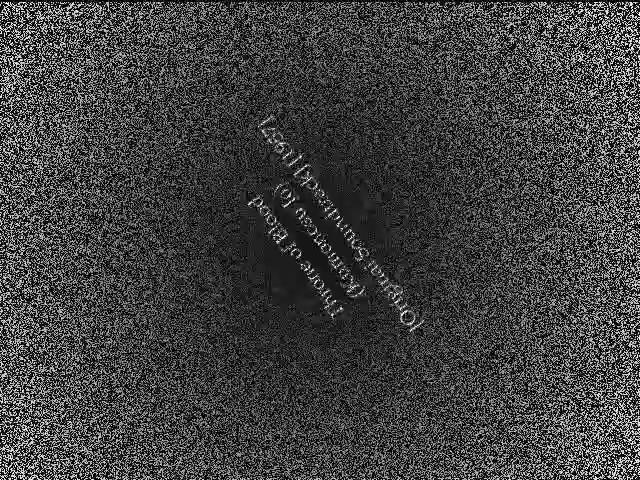 Throne of Blood
(Kumonosu Jo)
[Original Soundtrack] [1957]